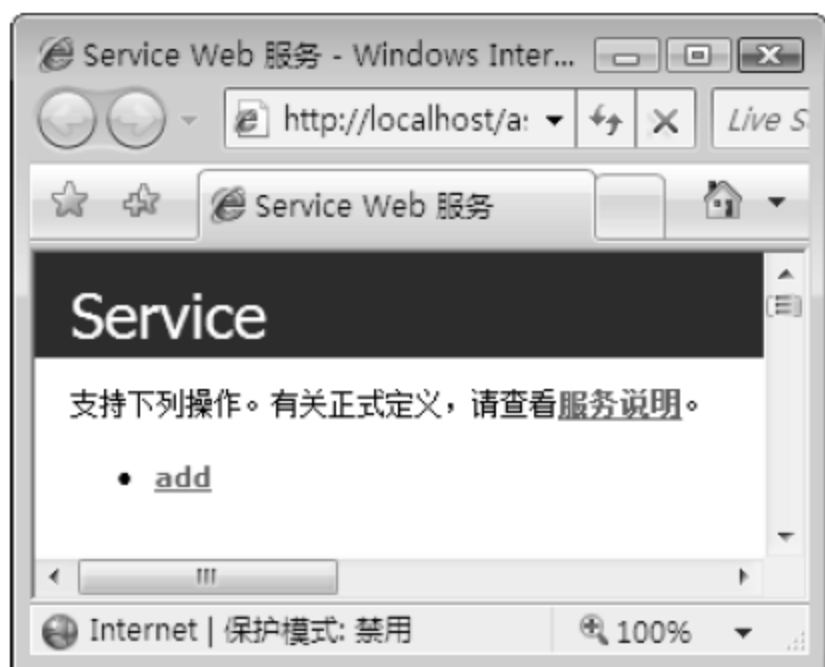 Service Web 服务 - Windows Inter...
http://localhost/a
Live S
Service Web 服务
Service
支持下列操作。有关正式定义，请查看服务说明。
add
Internet | 保护模式: 禁用
100%